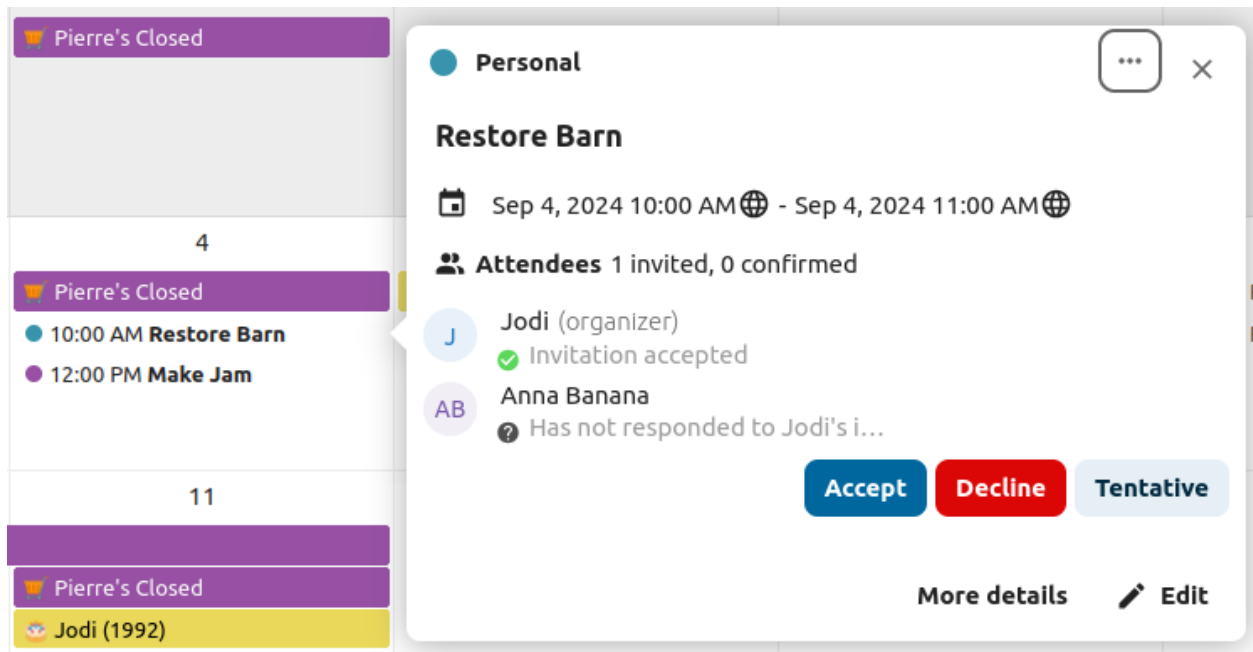 Pierre's Closed
Personal
Restore Barn
Sep 4, 2024 10:00 AM - Sep 4, 2024 11:00 AM
Attendees 1 invited, 0 confirmed
J
Jodi (organizer)
Invitation accepted
AB
Anna Banana
Has not responded to Jodi's i…
Accept
Decline
Tentative
More details
Edit
4
Pierre's Closed
10:00 AM Restore Barn
12:00 PM Make Jam
11
Pierre's Closed
Jodi (1992)